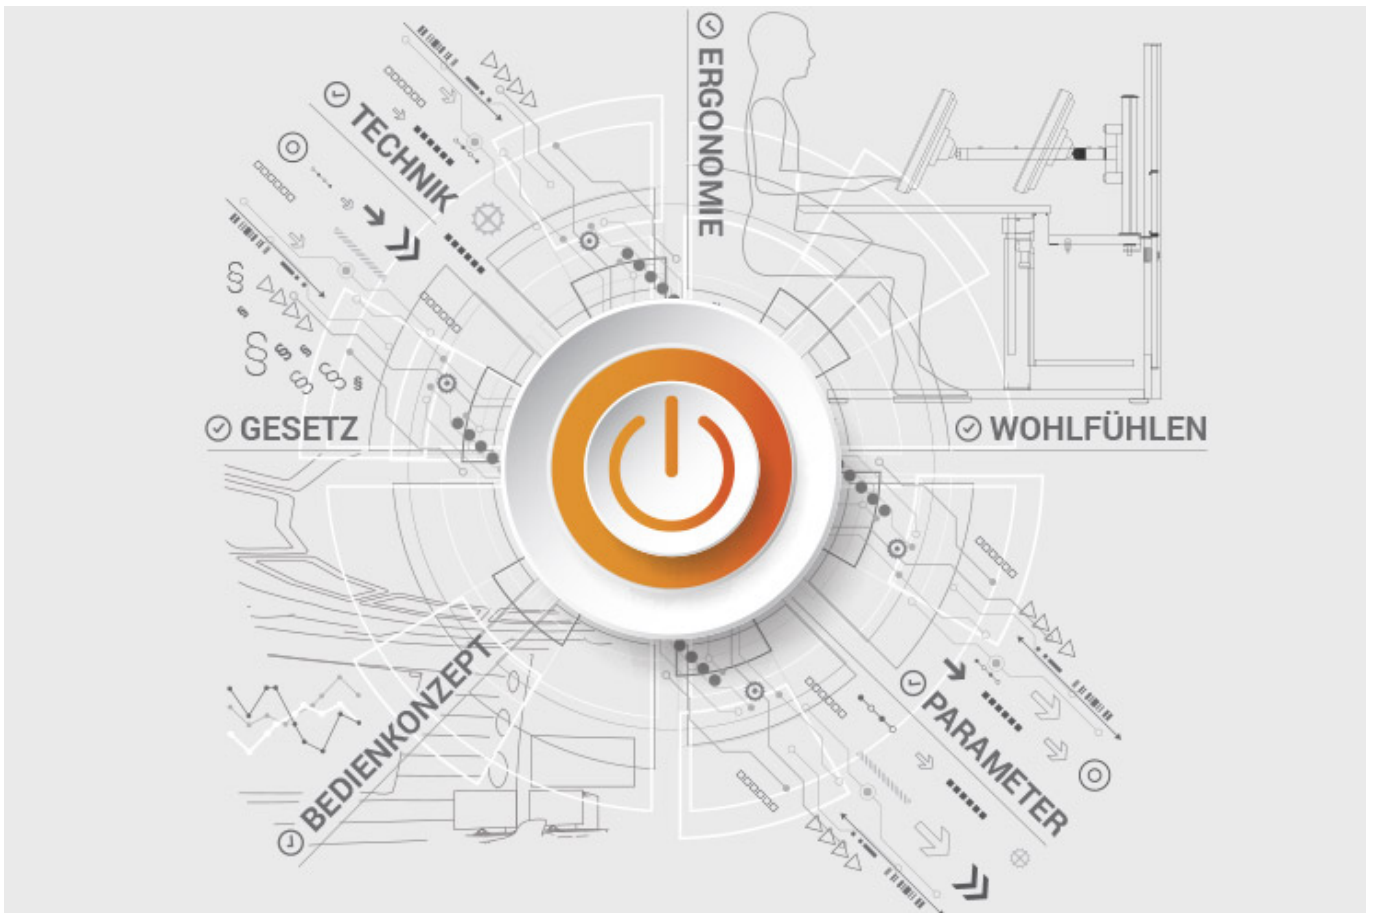 ERGONOMIE
TECHNIK
GESETZ
WOHLFÜHLEN
BEDIENKONZEPT
PARAMETER